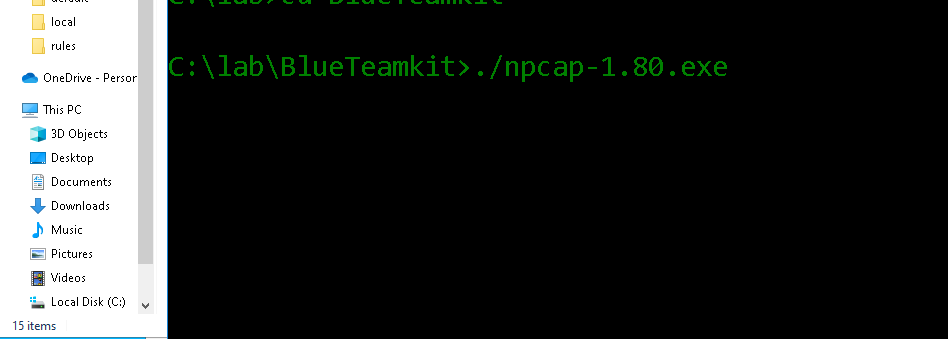 default
local
rules
OneDrive - Person
This PC
3D Objects
Desktop
Documents
Downloads
Music
Pictures
Videos
Local Disk (C:)
15 items
C:\lab>cd BlueTeamkit
C:\lab\BlueTeamkit>./npcap-1.80.exe